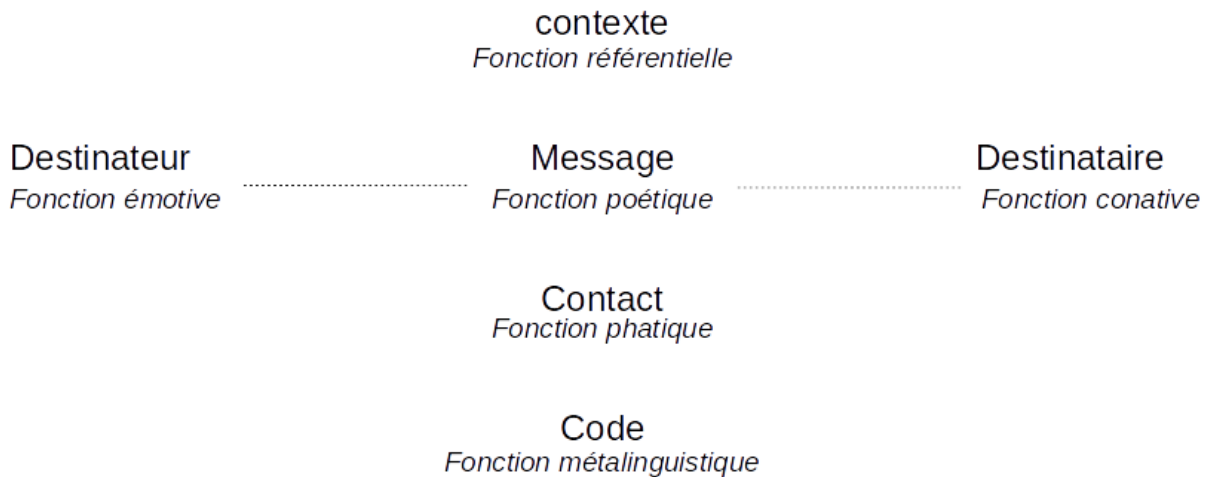 contexte
Fonction référentielle
Destinateur Message Destinataire
Fonction émotive Fonction poétique Fonction conative
Contact
Fonction phatique
Code
Fonction métalinguistique